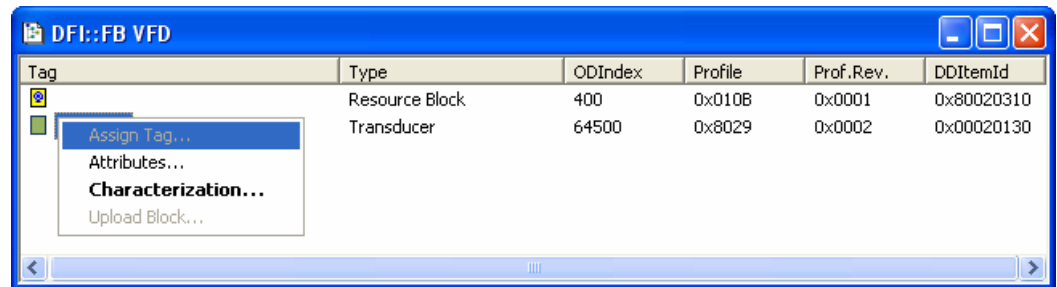 DFI::FB VFD
Tag Type ODIndex Profile Prof.Rev. DDItemId
Resource Block 400 0x010B 0x0001 0x80020310
Transducer 64500 0x8029 0x0002 0x00020130
Assign Tag...
Attributes...
Characterization...
Upload Block...